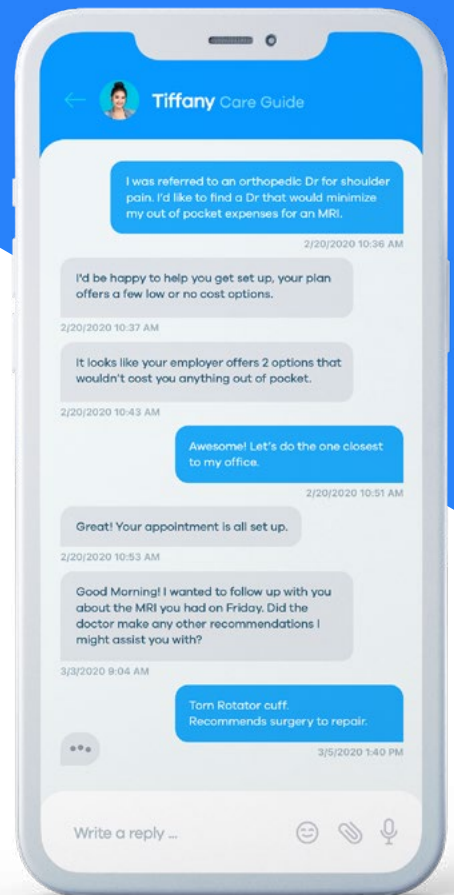 Tiffany Care Guide
I was referred to an orthopedic Dr for shoulder
pain. I'd like to find a Dr that would minimize
my out of pocket expenses for an MRI.
2/20/2020 10:36 AM
I'd be happy to help you get set up, your plan
offers a few low or no cost options.
2/20/2020 10:37 AM
It looks like your employer offers 2 options that
wouldn't cost you anything out of pocket.
2/20/2020 10:43 AM
Awesome! Let's do the one closest
to my office.
2/20/2020 10:51 AM
Great! Your appointment is all set up.
2/20/2020 10:53 AM
Good Morning! I wanted to follow up with you
about the MRI you had on Friday. Did the
doctor make any other recommendations I
might assist you with?
3/3/2020 9:04 AM
Torn Rotator cuff.
Recommends surgery to repair.
3/5/2020 1:40 PM
Write a reply ...